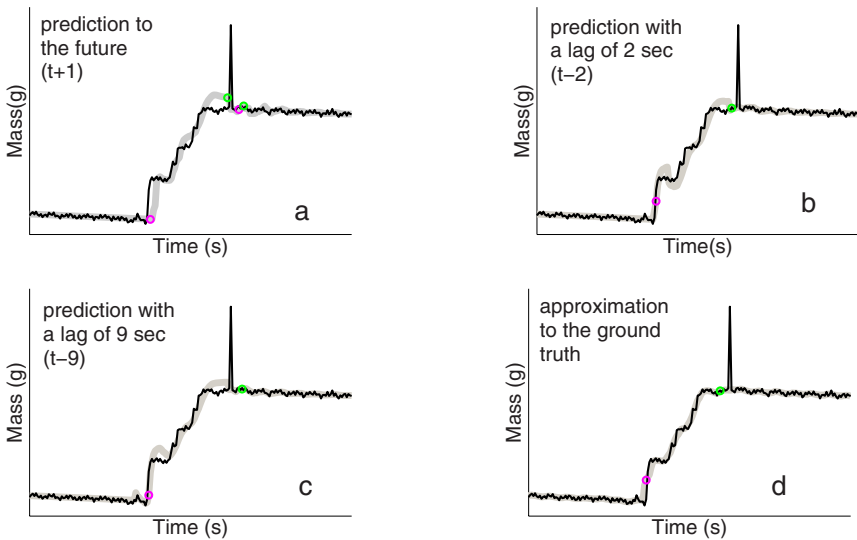 prediction to
the future
(t+1)
Mass(g)
a
Time (s)
prediction with
a lag of 2 sec
(t−2)
Mass(g)
b
Time(s)
prediction with
a lag of 9 sec
(t−9)
Mass (g)
c
Time (s)
approximation
to the ground
truth
Mass (g)
d
Time (s)